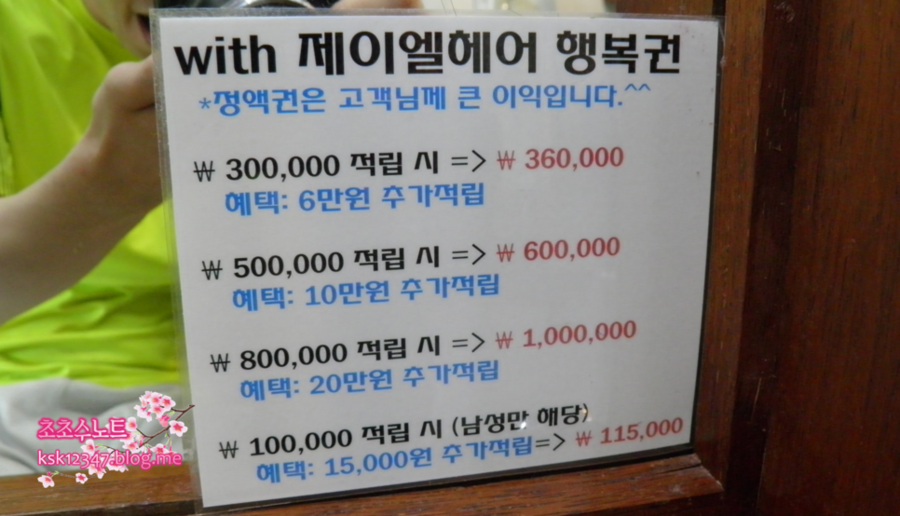 with 제이엘헤어 행복권
*정액권은 고객님께 큰 이익입니다.^^
₩ 300,000 적립 시 => ₩ 360,000
혜택: 6만원 추가적립
₩ 500,000 적립 시 => ₩ 600,000
혜택: 10만원 추가적립
₩ 800,000 적립 시 => ₩ 1,000,000
혜택: 20만원 추가적립
₩ 100,000 적립 시 (남성만 해당)
혜택: 15,000원 추가적립=> ₩ 115,000
초초수노트
ksk12347.blog.me